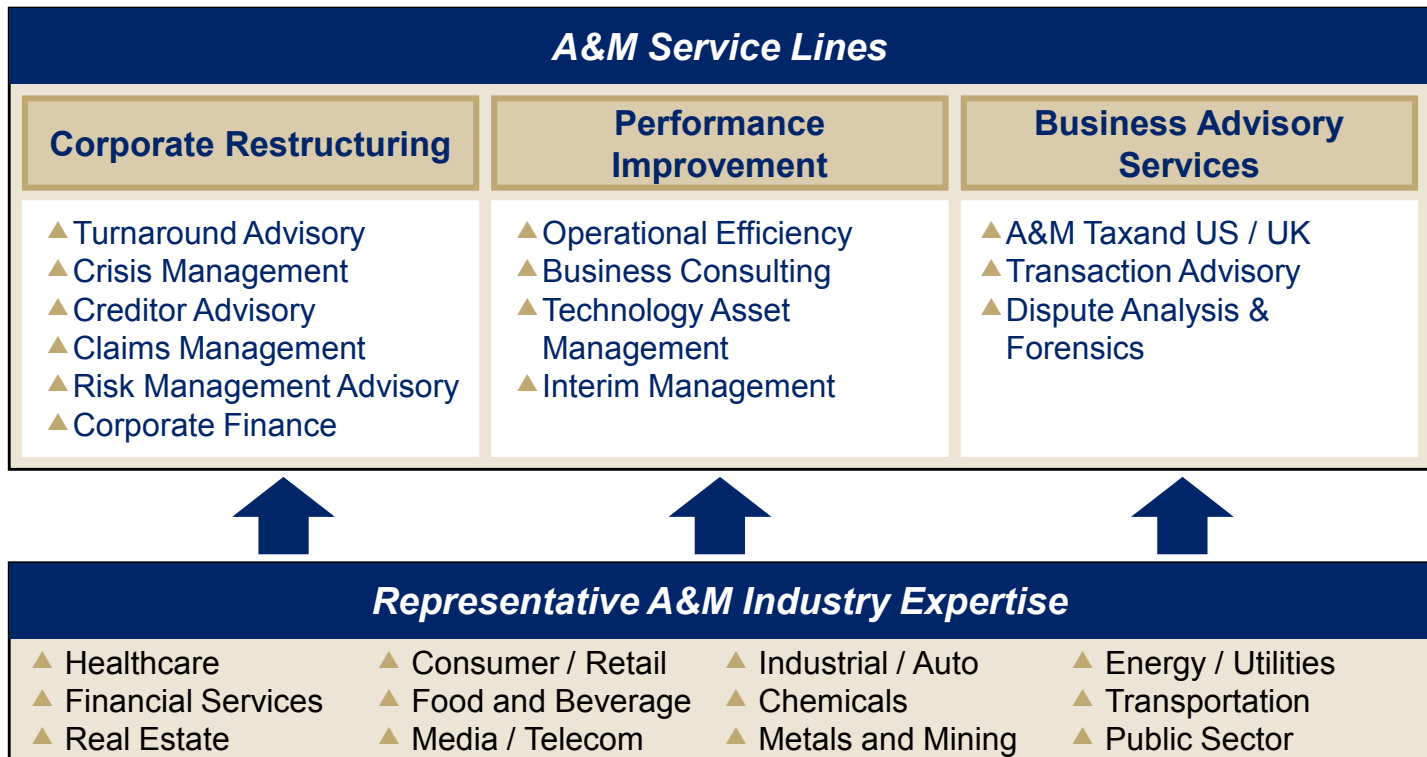 A&M Service Lines
Corporate Restructuring
Performance
Improvement
Business Advisory
Services
Turnaround Advisory
Crisis Management
Creditor Advisory
Claims Management
Risk Management Advisory
Corporate Finance
Operational Efficiency
Business Consulting
Technology Asset
Management
Interim Management
A&M Taxand US / UK
Transaction Advisory
Dispute Analysis &
Forensics
Representative A&M Industry Expertise
Healthcare
Financial Services
Real Estate
Consumer / Retail
Food and Beverage
Media / Telecom
Industrial / Auto
Chemicals
Metals and Mining
Energy / Utilities
Transportation
Public Sector